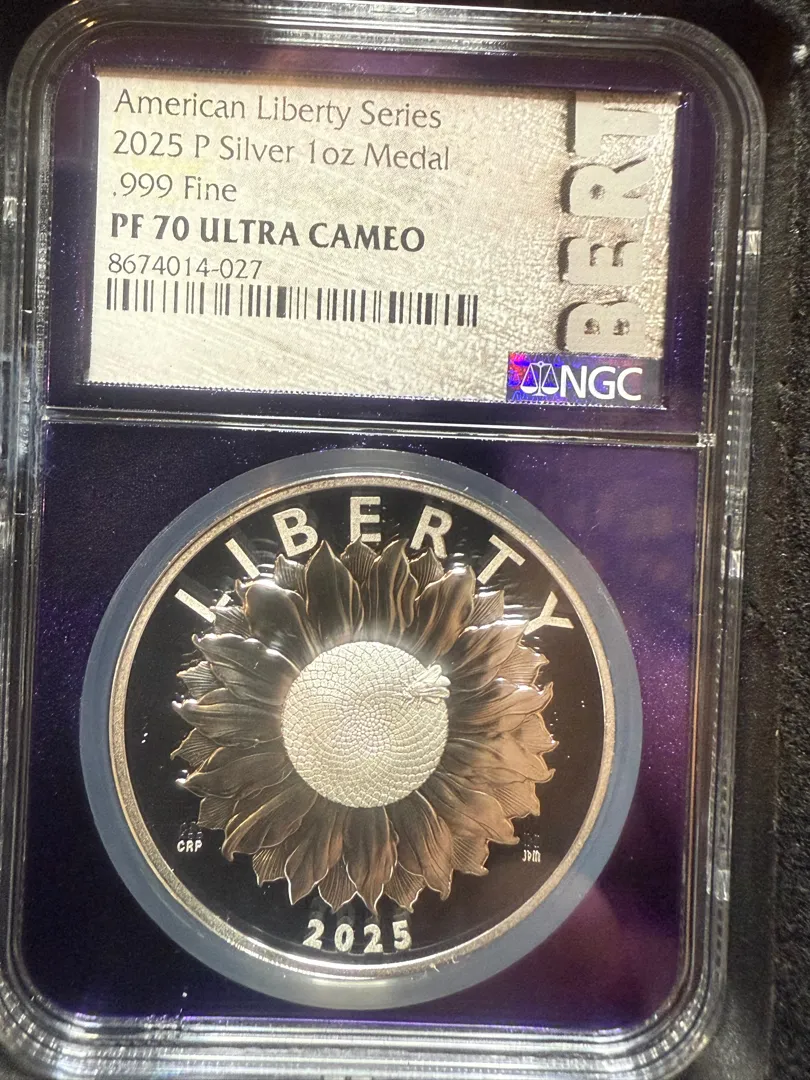 American Liberty Series
2025 P Silver 1oz Medal
.999 Fine
PF 70 ULTRA CAMEO
8674014-027
BERT
NGC
LIBERTY
CRP
JPM
2025